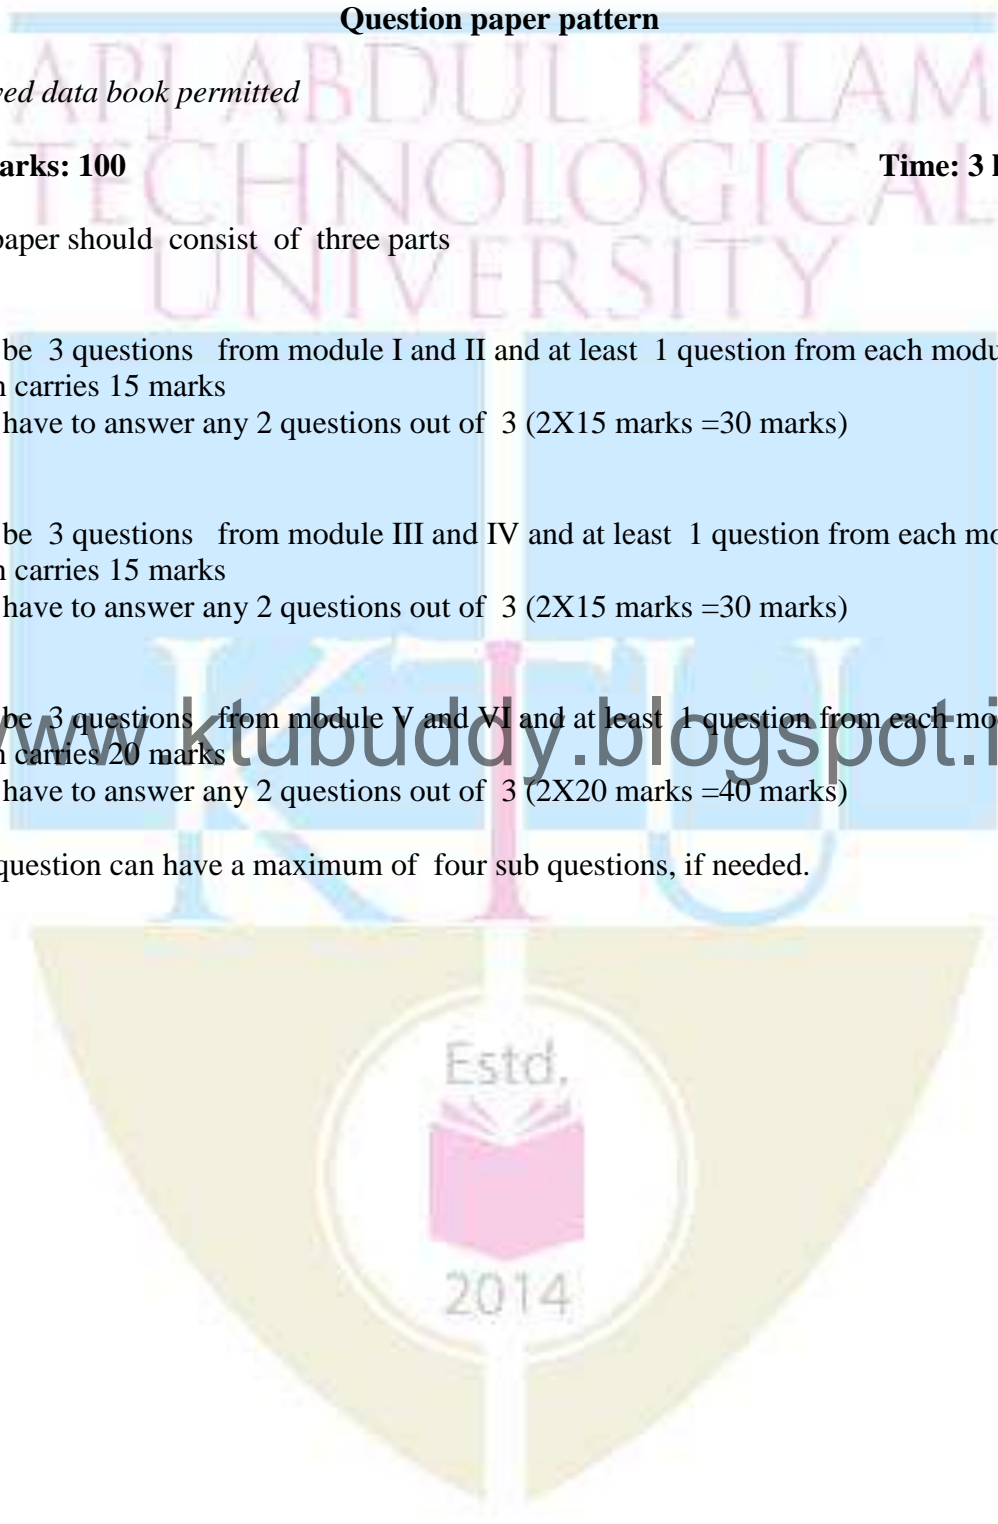 Question paper pattern
APJ ABDUL KALAM
ved data book permitted
TECHNOLOGICAL
arks: 100 Time: 3 h
paper should consist of three parts
UNIVERSITY
be 3 questions from module I and II and at least 1 question from each modu
n carries 15 marks
have to answer any 2 questions out of 3 (2X15 marks =30 marks)
be 3 questions from module III and IV and at least 1 question from each mo
n carries 15 marks
have to answer any 2 questions out of 3 (2X15 marks =30 marks)
KTU
www.ktubuddy.blogspot.i
be 3 questions from module V and VI and at least 1 question from each mo
n carries 20 marks
have to answer any 2 questions out of 3 (2X20 marks =40 marks)
question can have a maximum of four sub questions, if needed.
Estd.
2014